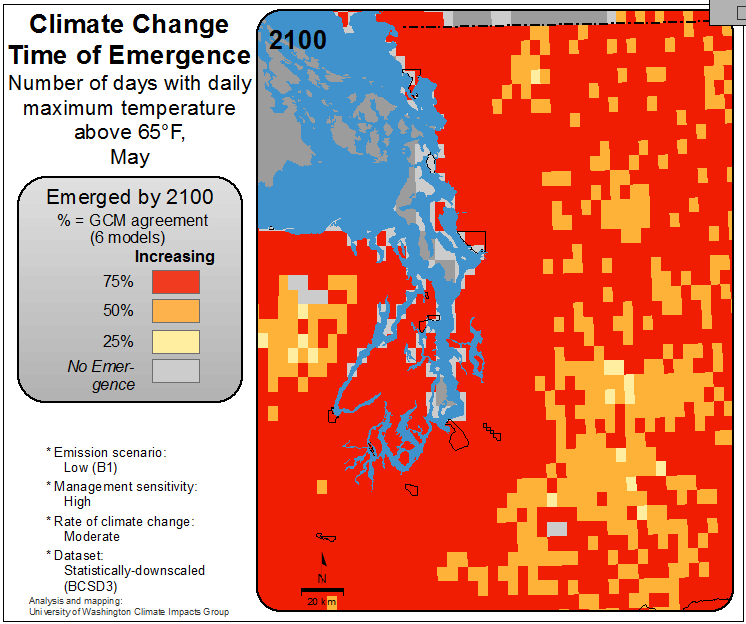 Climate Change
Time of Emergence
Number of days with daily
maximum temperature
above 65°F,
May
2100
Emerged by 2100
% = GCM agreement
(6 models)
Increasing
75%
50%
25%
No Emer-
gence
* Emission scenario:
Low (B1)
* Management sensitivity:
High
* Rate of climate change:
Moderate
* Dataset:
Statistically-downscaled
(BCSD3)
Analysis and mapping:
University of Washington Climate Impacts Group
N
20 km